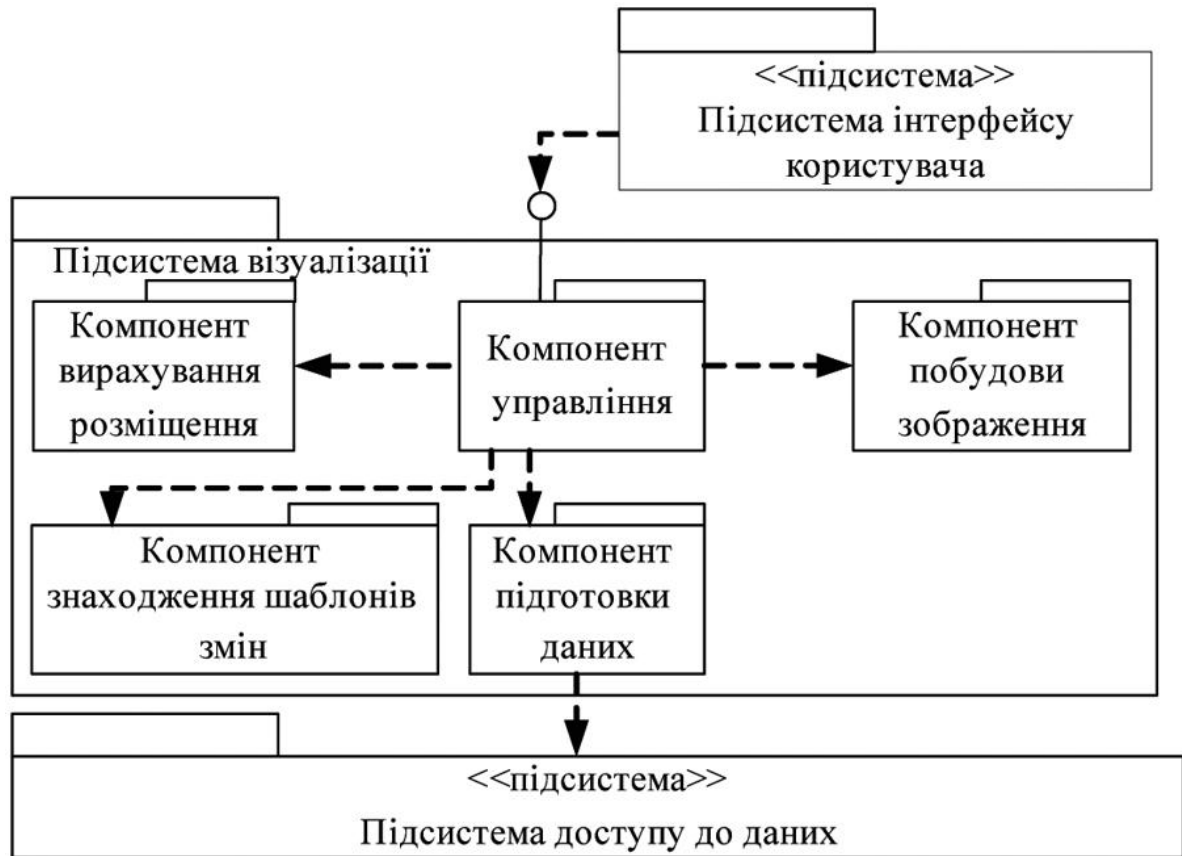 <<підсистема>>
Підсистема інтерфейсу
користувача
Підсистема візуалізації
Компонент
вирахування
розміщення
Компонент
управління
Компонент
побудови
зображення
Компонент
знаходження шаблонів
змін
Компонент
підготовки
даних
<<підсистема>>
Підсистема доступу до даних